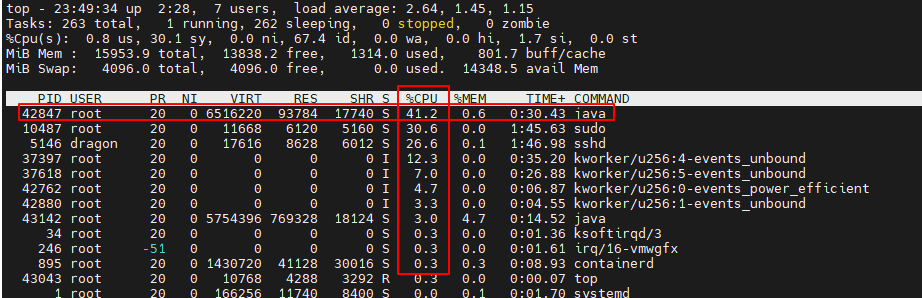 top - 23:49:34 up  2:28,  7 users,  load average: 2.64, 1.45, 1.15
Tasks: 263 total,   1 running, 262 sleeping,   0 stopped,   0 zombie
%Cpu(s):  0.8 us, 30.1 sy,  0.0 ni, 67.4 id,  0.0 wa,  0.0 hi,  1.7 si,  0.0 st
MiB Mem :  15953.9 total,  13838.2 free,   1314.0 used,    801.7 buff/cache
MiB Swap:   4096.0 total,   4096.0 free,      0.0 used.  14348.5 avail Mem
PID USER      PR  NI    VIRT    RES    SHR S  %CPU  %MEM     TIME+ COMMAND
42847 root      20   0 6516220  93784  17740 S  41.2   0.6   0:30.43 java
10487 root      20   0   11668   6120   5160 S  30.6   0.0   1:45.63 sudo
5146 dragon    20   0   17616   8628   6012 S  26.6   0.1   1:46.98 sshd
37397 root      20   0       0      0      0 I  12.3   0.0   0:35.20 kworker/u256:4-events_unbound
37618 root      20   0       0      0      0 I   7.0   0.0   0:26.88 kworker/u256:5-events_unbound
42762 root      20   0       0      0      0 I   4.7   0.0   0:06.87 kworker/u256:0-events_power_efficient
42880 root      20   0       0      0      0 I   3.3   0.0   0:04.55 kworker/u256:1-events_unbound
43142 root      20   0 5754396 769328  18124 S   3.0   4.7   0:14.52 java
34 root      20   0       0      0      0 S   0.3   0.0   0:01.36 ksoftirqd/3
246 root     -51   0       0      0      0 S   0.3   0.0   0:01.61 irq/16-vmwgfx
895 root      20   0 1430720  41128  30016 S   0.3   0.3   0:08.93 containerd
43043 root      20   0   10768   4288   3292 R   0.3   0.0   0:00.07 top
1 root      20   0  166256  11740   8400 S   0.0   0.1   0:01.70 systemd